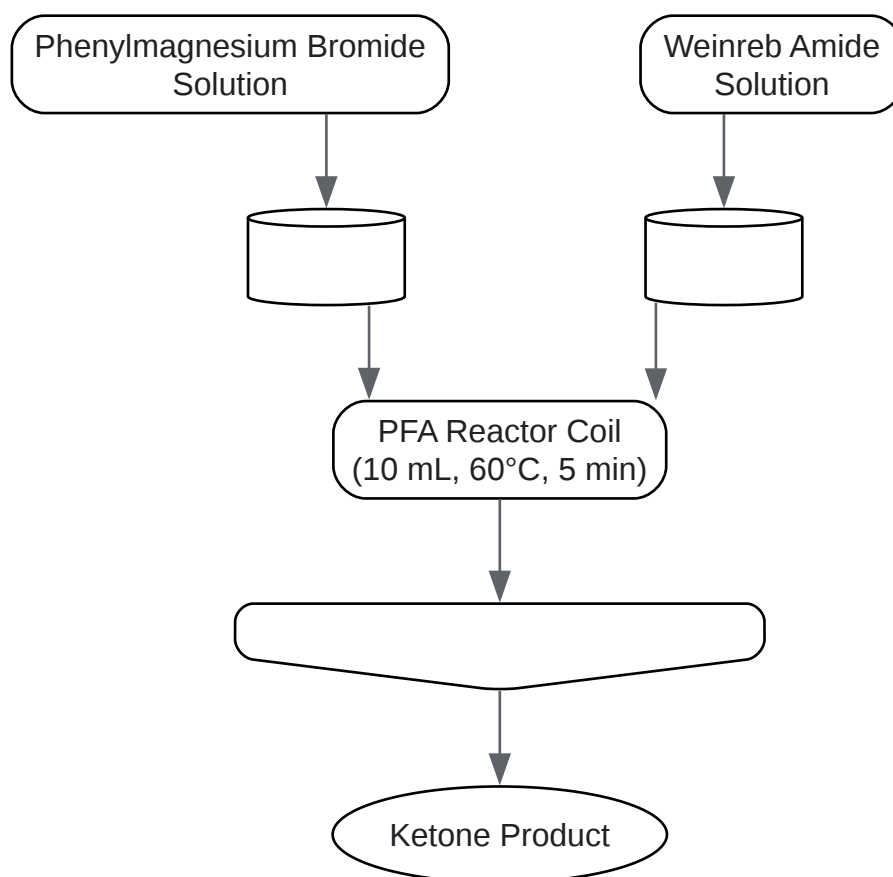 Phenylmagnesium Bromide
Solution
Weinreb Amide
Solution
PFA Reactor Coil
(10 mL, 60°C, 5 min)
Ketone Product